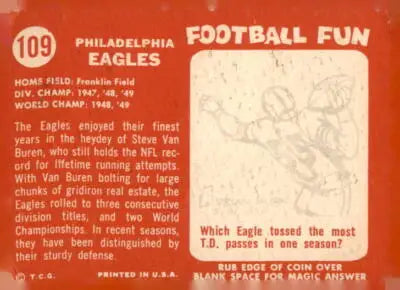 109
PHILADELPHIA
EAGLES
HOME FIELD: Franklin Field
DIV. CHAMP: 1947, '48, '49
WORLD CHAMP: 1948, '49
The Eagles enjoyed their finest
years in the heydey of Steve Van
Buren, who still holds the NFL rec-
ord for lifetime running attempts.
With Van Buren bolting for large
chunks of gridiron real estate, the
Eagles rolled to three consecutive
division titles, and two World
Championships. In recent seasons,
they have been distinguished by
their sturdy defense.
© T.C.G. PRINTED IN U.S.A.
FOOTBALL FUN
Which Eagle tossed the most
T.D. passes in one season?
RUB EDGE OF COIN OVER
BLANK SPACE FOR MAGIC ANSWER